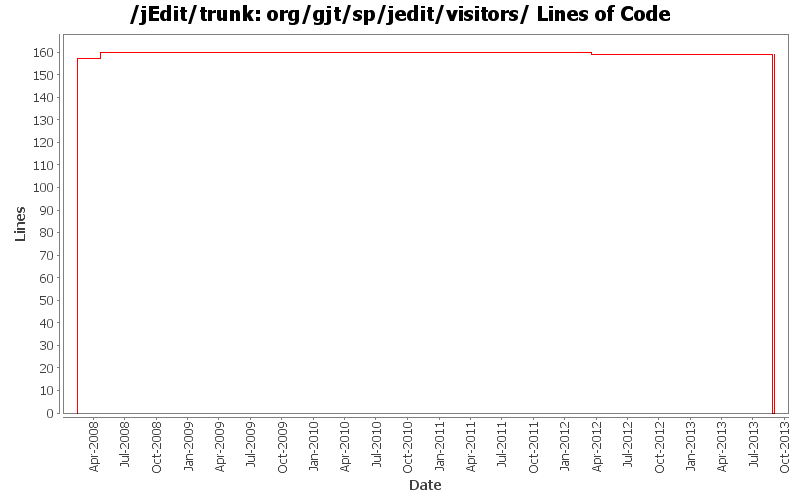 /jEdit/trunk: org/gjt/sp/jedit/visitors/ Lines of Code
160
150
140
130
120
110
100
90
80
70
60
50
40
30
20
10
0
Lines
Apr-2008
Jul-2008
Oct-2008
Jan-2009
Apr-2009
Jul-2009
Oct-2009
Jan-2010
Apr-2010
Jul-2010
Oct-2010
Jan-2011
Apr-2011
Jul-2011
Oct-2011
Jan-2012
Apr-2012
Jul-2012
Oct-2012
Jan-2013
Apr-2013
Jul-2013
Oct-2013
Date